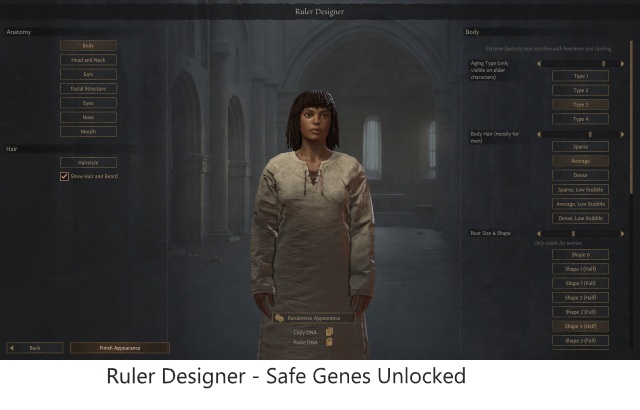 Ruler Designer
Anatomy
Body
Head and Neck
Ears
Facial Structure
Eyes
Nose
Mouth
Hair
Hairstyle
Show Hair and Beard
Body
Extreme features may interfere with headwear and clothing
Aging Type (only
visible on older
characters)
Type 1
Type 2
Type 3
Type 4
Body Hair (mostly for
men)
Sparse
Average
Dense
Sparse, Low Stubble
Average, Low Stubble
Dense, Low Stubble
Bust Size & Shape
Only visible for women
Shape 0
Shape 1 (Half)
Shape 1 (Full)
Shape 2 (Half)
Shape 2 (Full)
Shape 3 (Half)
Shape 3 (Full)
Randomize Appearance
Copy DNA
Paste DNA
Back
Finish Appearance
Ruler Designer - Safe Genes Unlocked